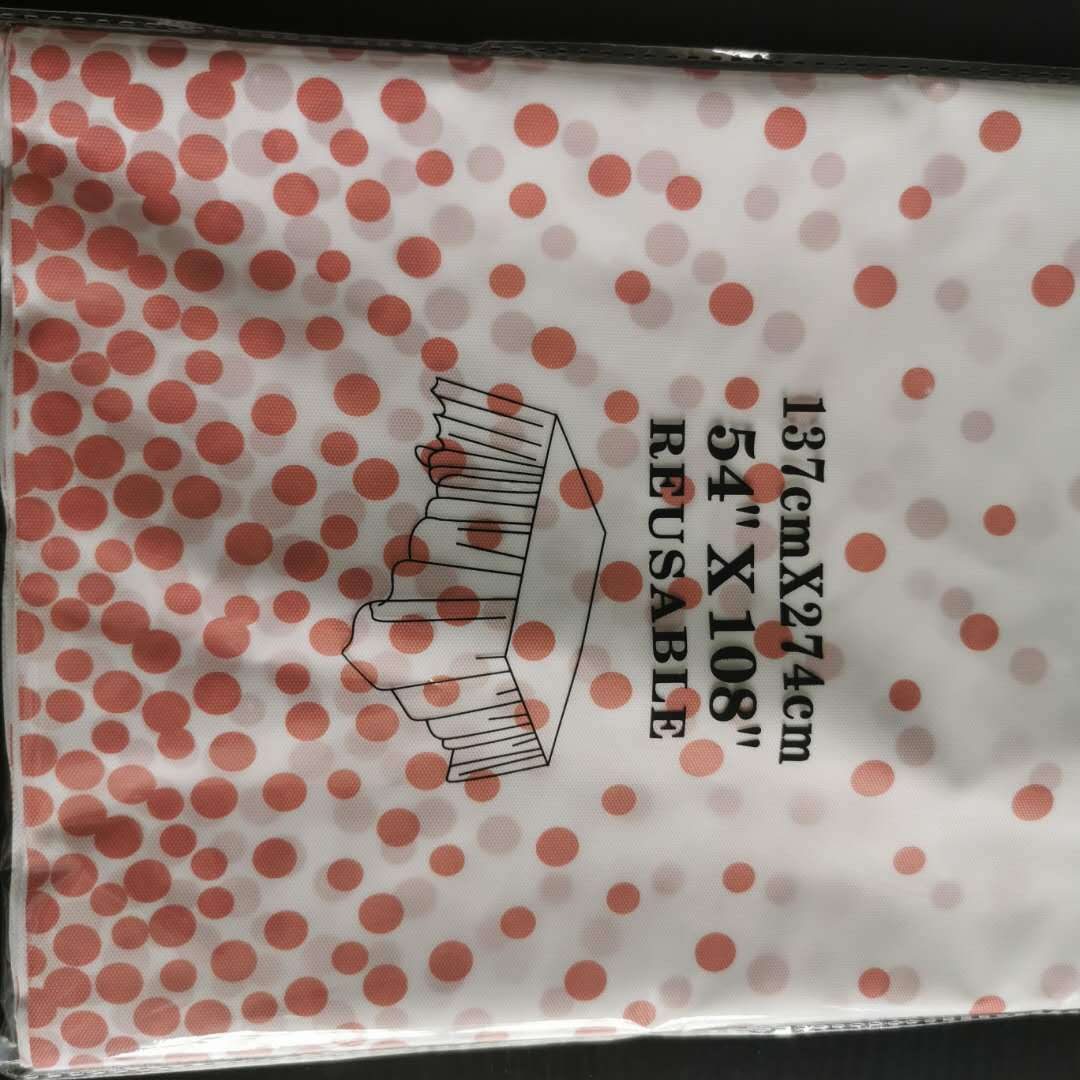 137cmX274cm
54" X 108"
REUSABLE